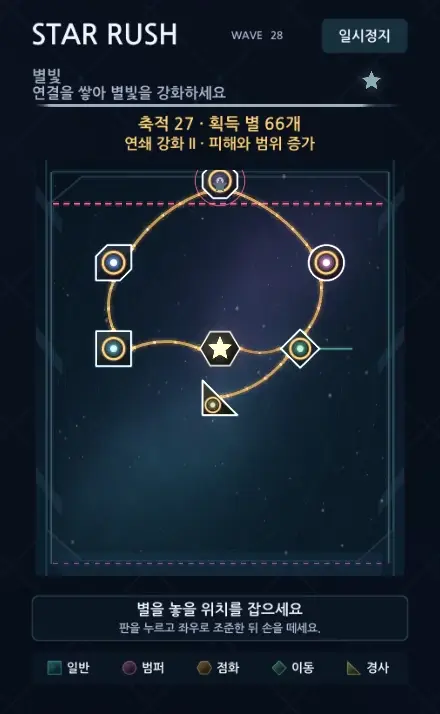 STAR RUSH
WAVE 28
일시정지
별빛
연결을 쌓아 별빛을 강화하세요
축적 27 · 획득 별 66개
연쇄 강화 II · 피해와 범위 증가
별을 놓을 위치를 잡으세요
판을 누르고 좌우로 조준한 뒤 손을 떼세요.
일반
범퍼
점화
이동
경사